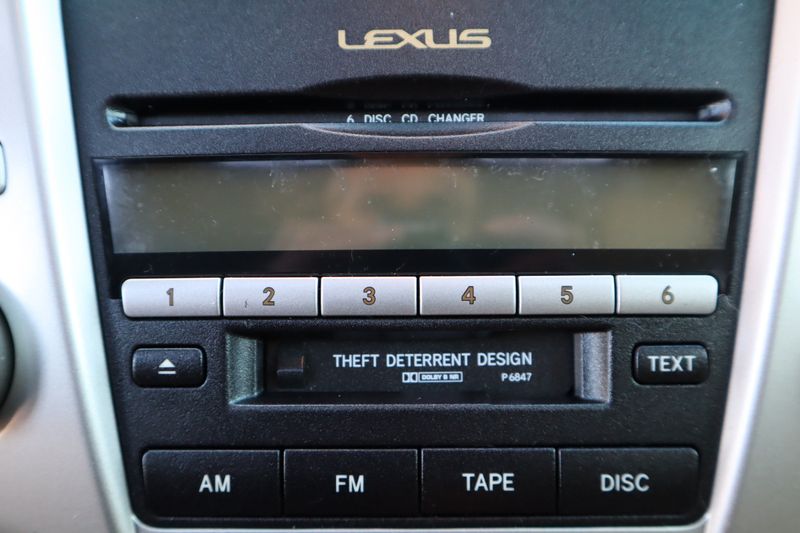 LEXUS
6 DISC CD CHANGER
1 2 3 4 5 6
THEFT DETERRENT DESIGN
DOLBY B NR P6847
TEXT
AM FM TAPE DISC